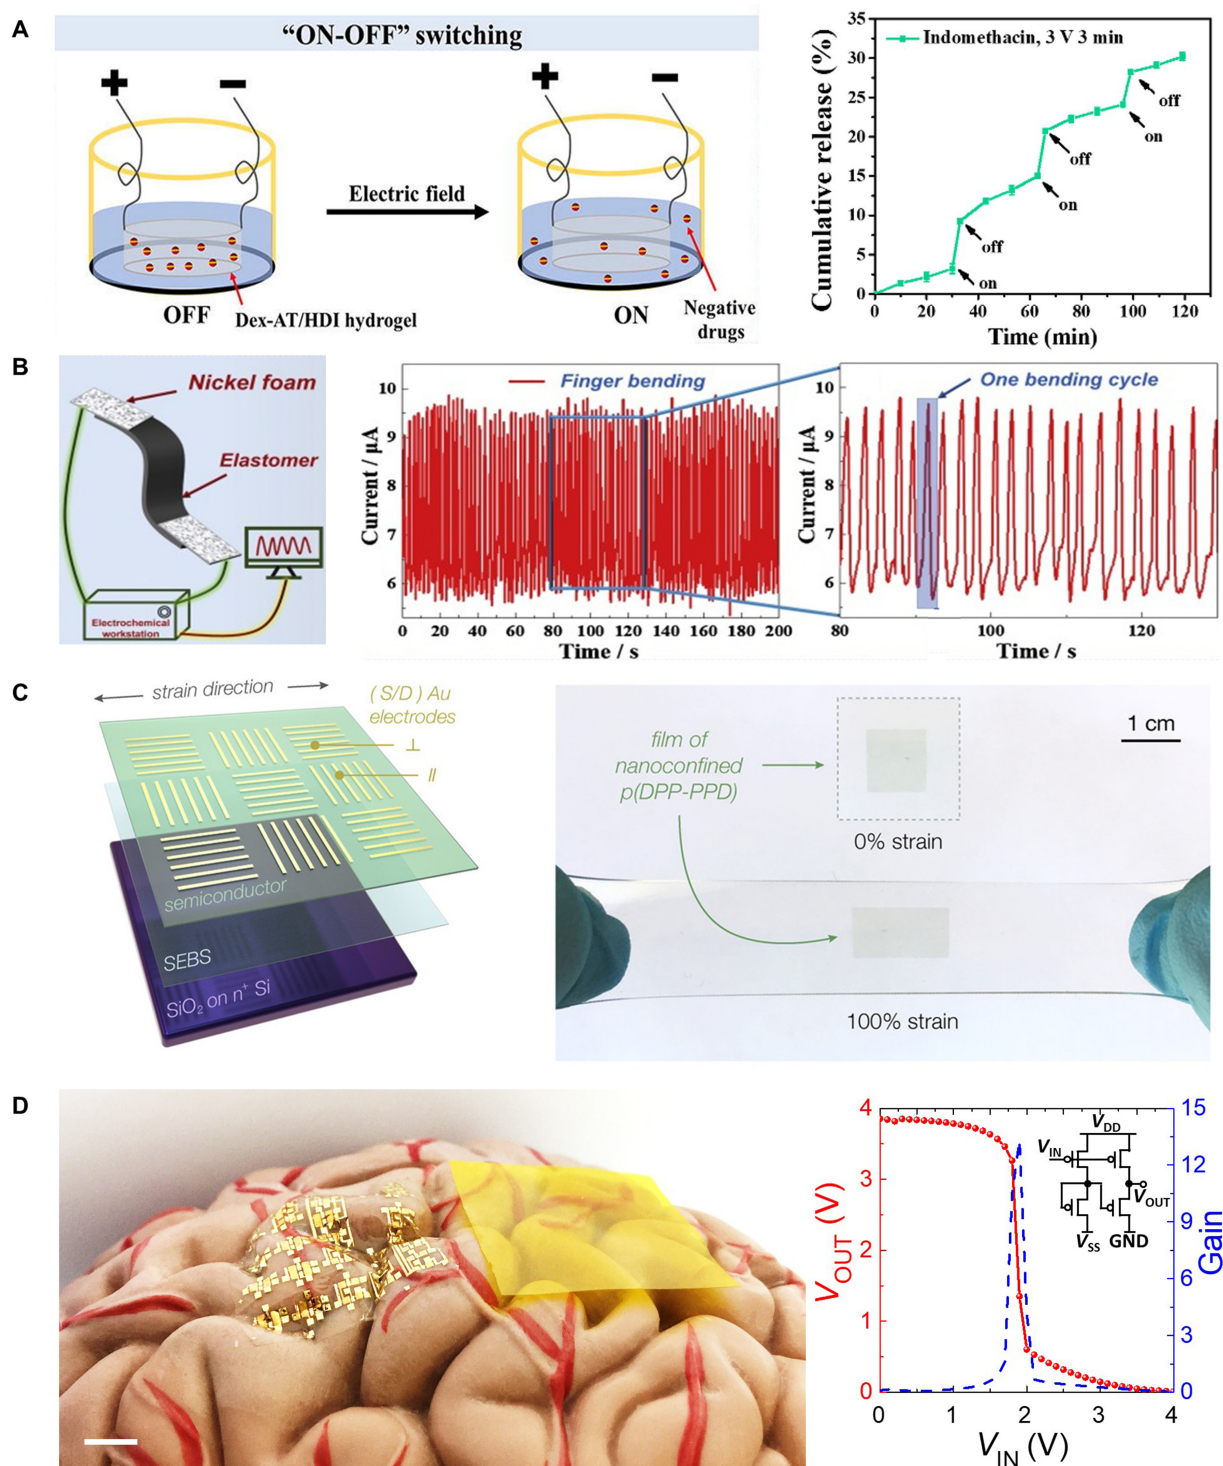 A
“ON-OFF” switching
+
−
+
−
Electric field
OFF
Dex-AT/HDI hydrogel
ON
Negative
drugs
Cumulative release (%)
35
30
25
20
15
10
5
0
Indomethacin, 3 V 3 min
off
on
off
on
off
on
0 20 40 60 80 100 120
Time (min)
B
Nickel foam
Elastomer
Electrochemical
workstation
Current / μA
10
9
8
7
6
Finger bending
0 20 40 60 80 100 120 140 160 180 200
Time / s
Current / μA
10
9
8
7
6
One bending cycle
80 100 120
Time / s
C
strain direction
(S/D) Au
electrodes
⊥
//
semiconductor
SEBS
SiO2 on n+ Si
film of
nanoconfined
p(DPP-PPD)
1 cm
0% strain
100% strain
D
VOUT (V)
4
3
2
1
0
VDD
VIN
VOUT
VSS GND
15
12
9
6
3
0
Gain
0 1 2 3 4
VIN (V)